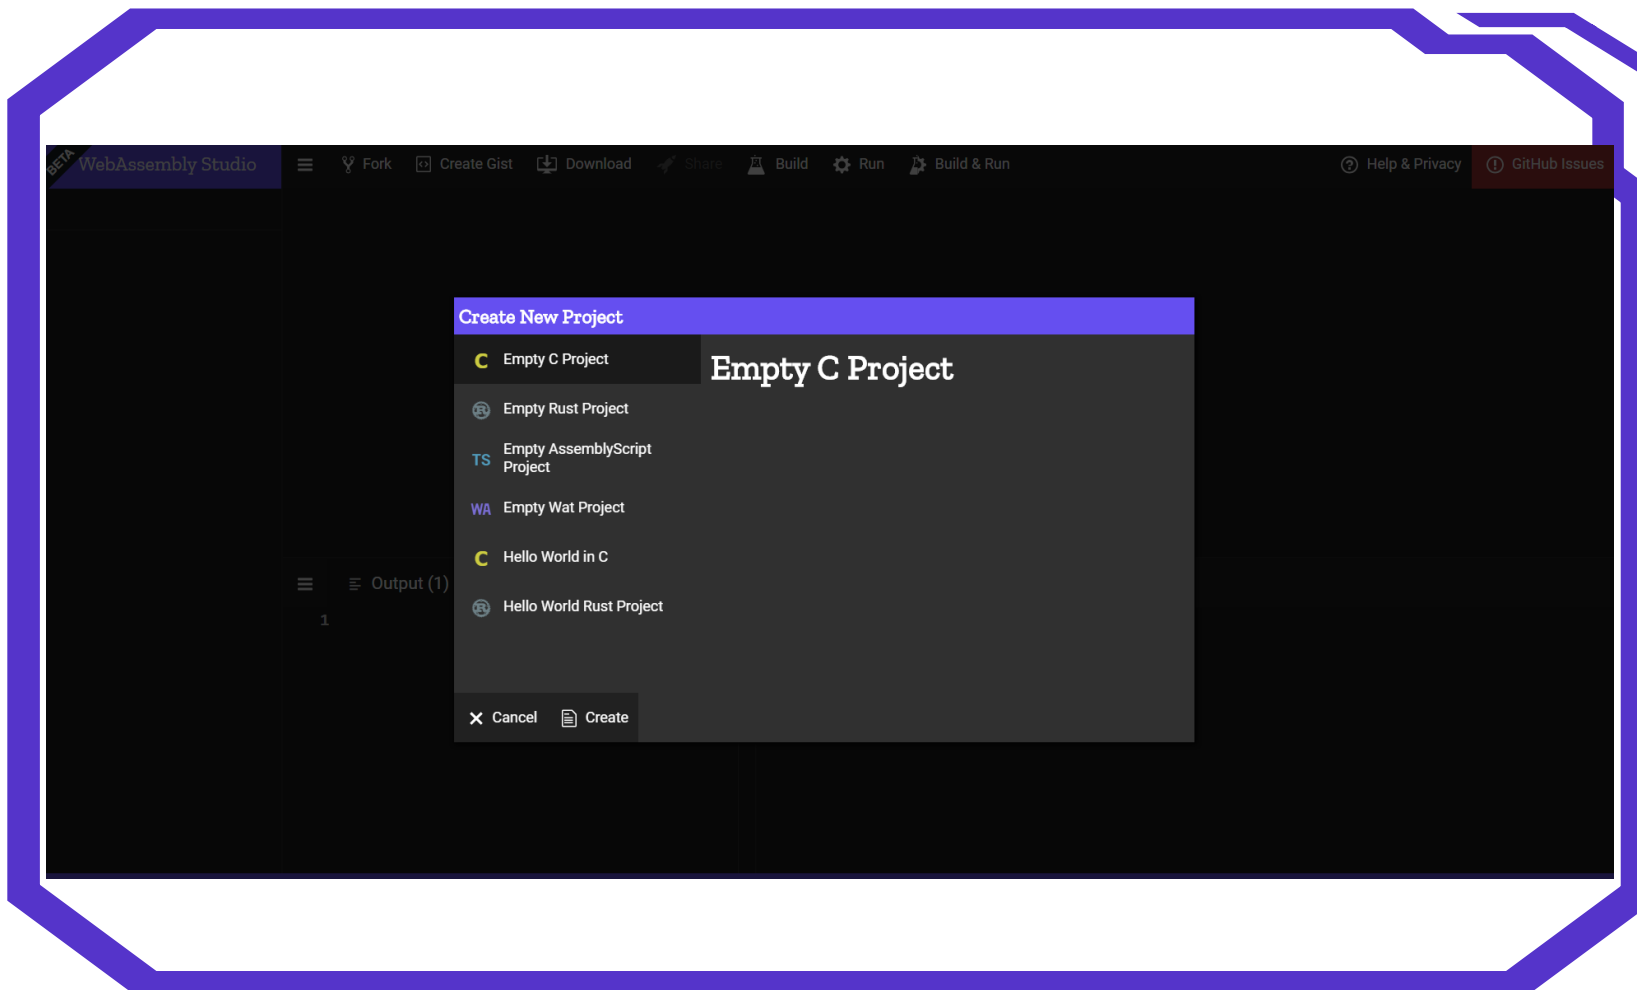 BETA
WebAssembly Studio
Fork
Create Gist
Download
Share
Build
Run
Build & Run
Help & Privacy
GitHub Issues
Create New Project
C Empty C Project
Empty C Project
R Empty Rust Project
TS Empty AssemblyScript
Project
WA Empty Wat Project
C Hello World in C
R Hello World Rust Project
Output (1)
1
Cancel
Create